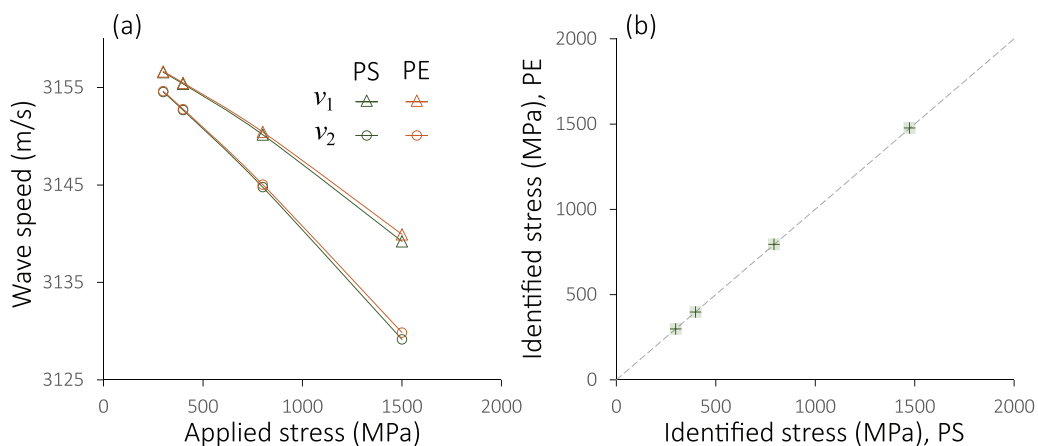 (a)
PS PE
v1
v2
3155
3145
3135
3125
0 500 1000 1500 2000
Wave speed (m/s)
Applied stress (MPa)
(b)
2000
1500
1000
500
0
0 500 1000 1500 2000
Identified stress (MPa), PE
Identified stress (MPa), PS